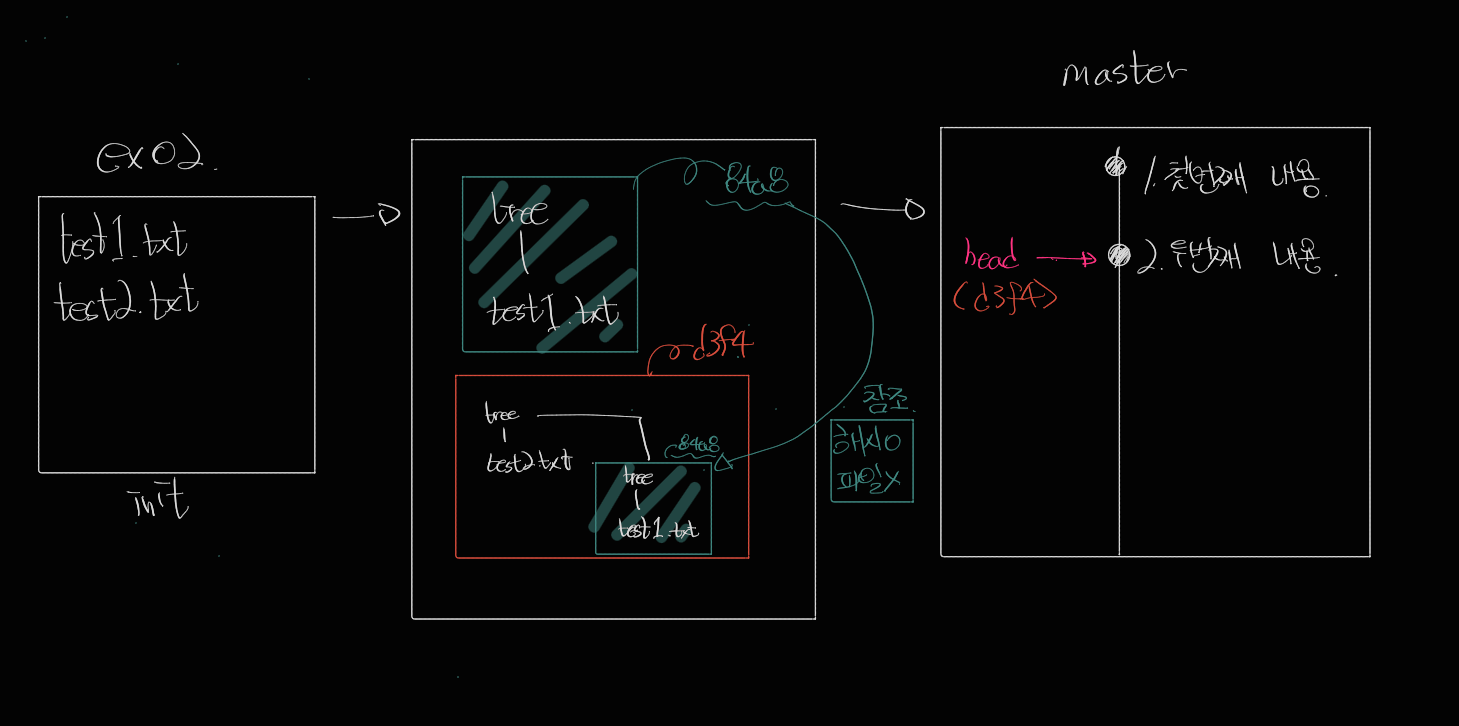 ex02.
test1.txt
test2.txt
init
84a8
tree
test1.txt
d3f4
tree
test2.txt
84a8
tree
test1.txt
참조
해시O
파일X
master
1. 첫번째 내용.
head
(d3f4)
2. 두번째 내용.